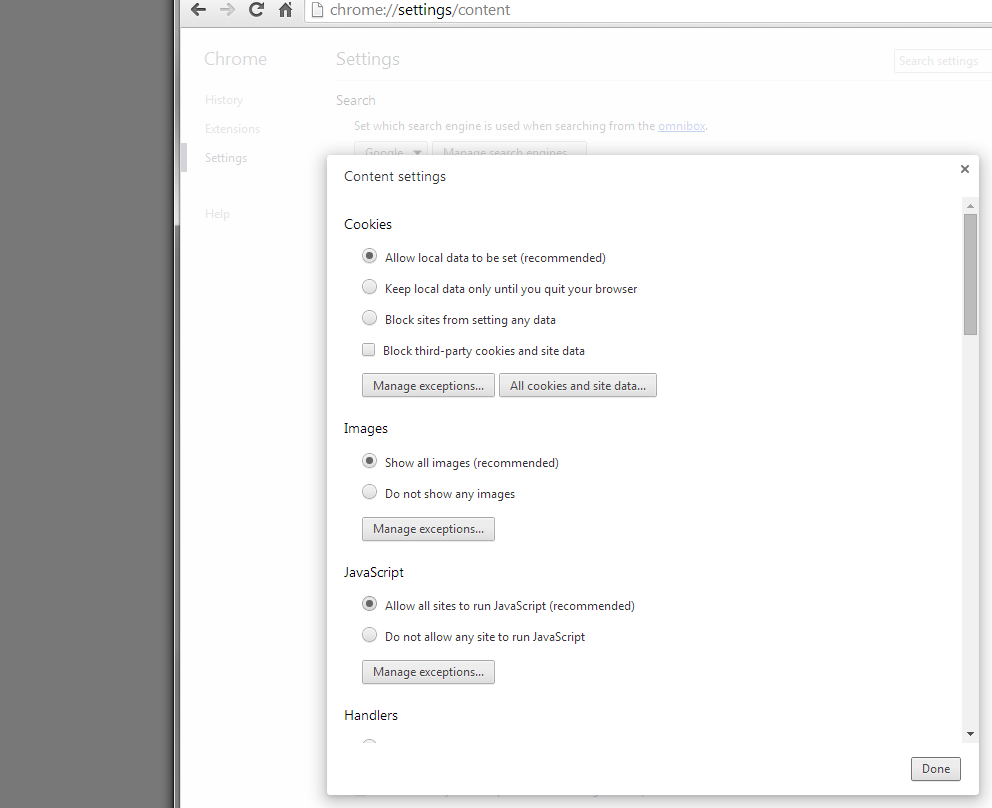 chrome://settings/content
Chrome
Settings
Search settings
History
Extensions
Settings
Help
Search
Set which search engine is used when searching from the omnibox.
Google
Manage search engines...
Content settings
Cookies
Allow local data to be set (recommended)
Keep local data only until you quit your browser
Block sites from setting any data
Block third-party cookies and site data
Manage exceptions... All cookies and site data...
Images
Show all images (recommended)
Do not show any images
Manage exceptions...
JavaScript
Allow all sites to run JavaScript (recommended)
Do not allow any site to run JavaScript
Manage exceptions...
Handlers
Done